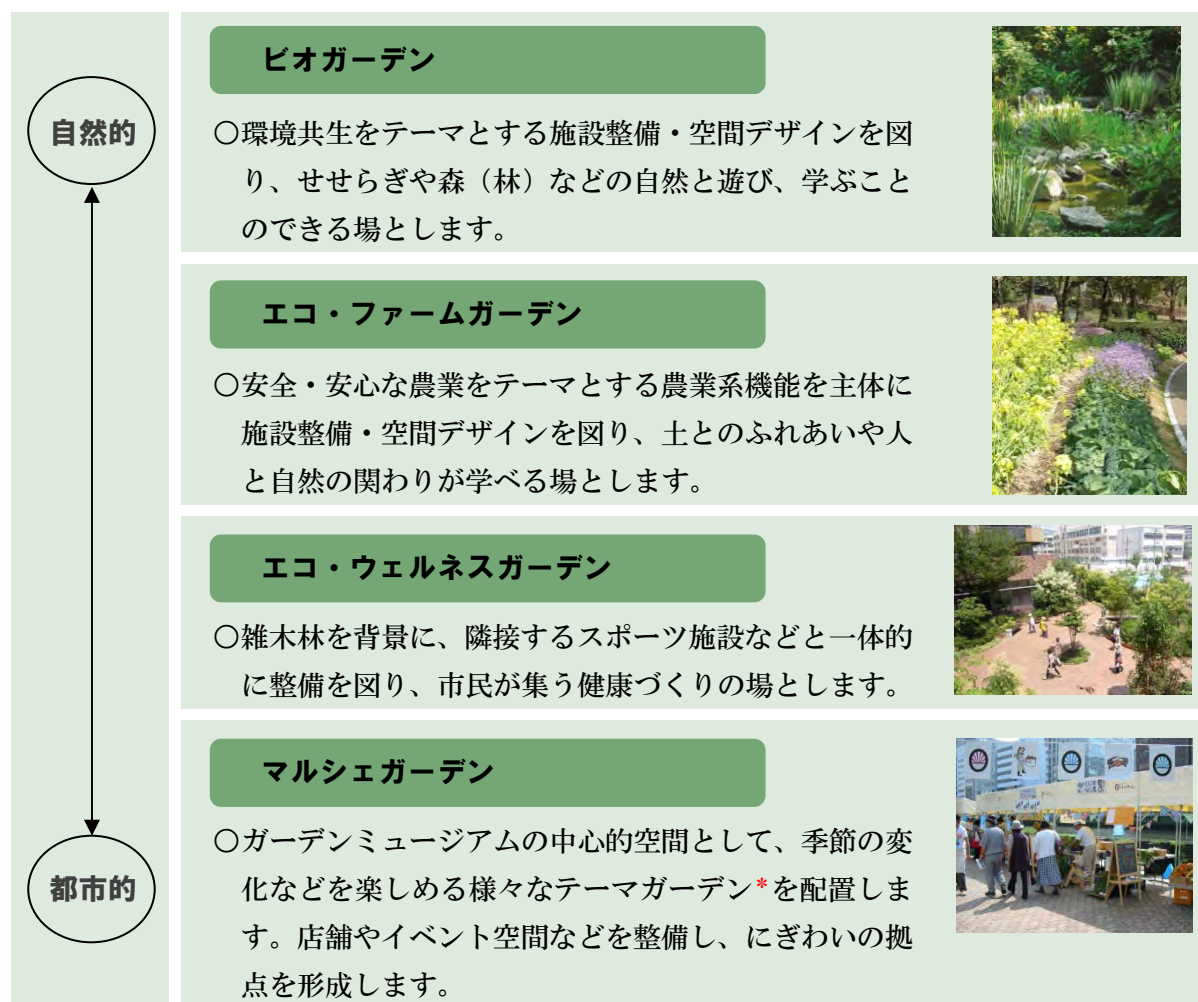 自然的
都市的
ビオガーデン
〇環境共生をテーマとする施設整備・空間デザインを図
り、せせらぎや森（林）などの自然と遊び、学ぶこと
のできる場とします。
エコ・ファームガーデン
〇安全・安心な農業をテーマとする農業系機能を主体に
施設整備・空間デザインを図り、土とのふれあいや人
と自然の関わりが学べる場とします。
エコ・ウェルネスガーデン
〇雑木林を背景に、隣接するスポーツ施設などと一体的
に整備を図り、市民が集う健康づくりの場とします。
マルシェガーデン
〇ガーデンミュージアムの中心的空間として、季節の変
化などを楽しめる様々なテーマガーデン*を配置しま
す。店舗やイベント空間などを整備し、にぎわいの拠
点を形成します。